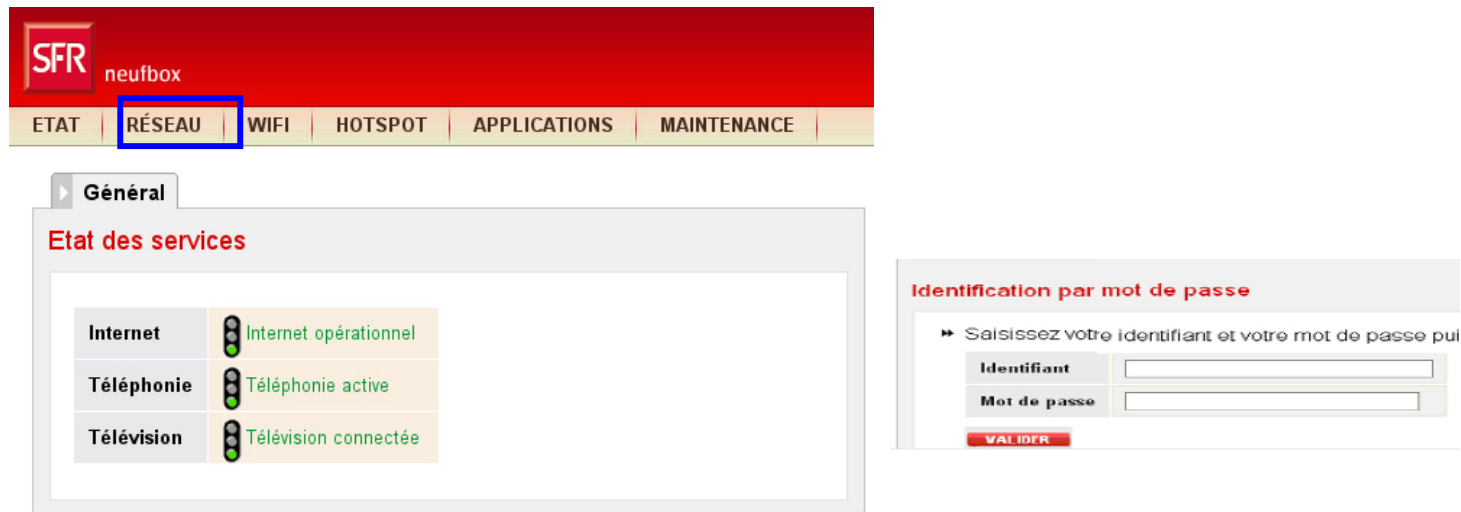 SFR neufbox
ETAT RÉSEAU WIFI HOTSPOT APPLICATIONS MAINTENANCE
Général
Etat des services
Internet Internet opérationnel
Téléphonie Téléphonie active
Télévision Télévision connectée
Identification par mot de passe
Saisissez votre identifiant et votre mot de passe pui
Identifiant
Mot de passe
VALIDER